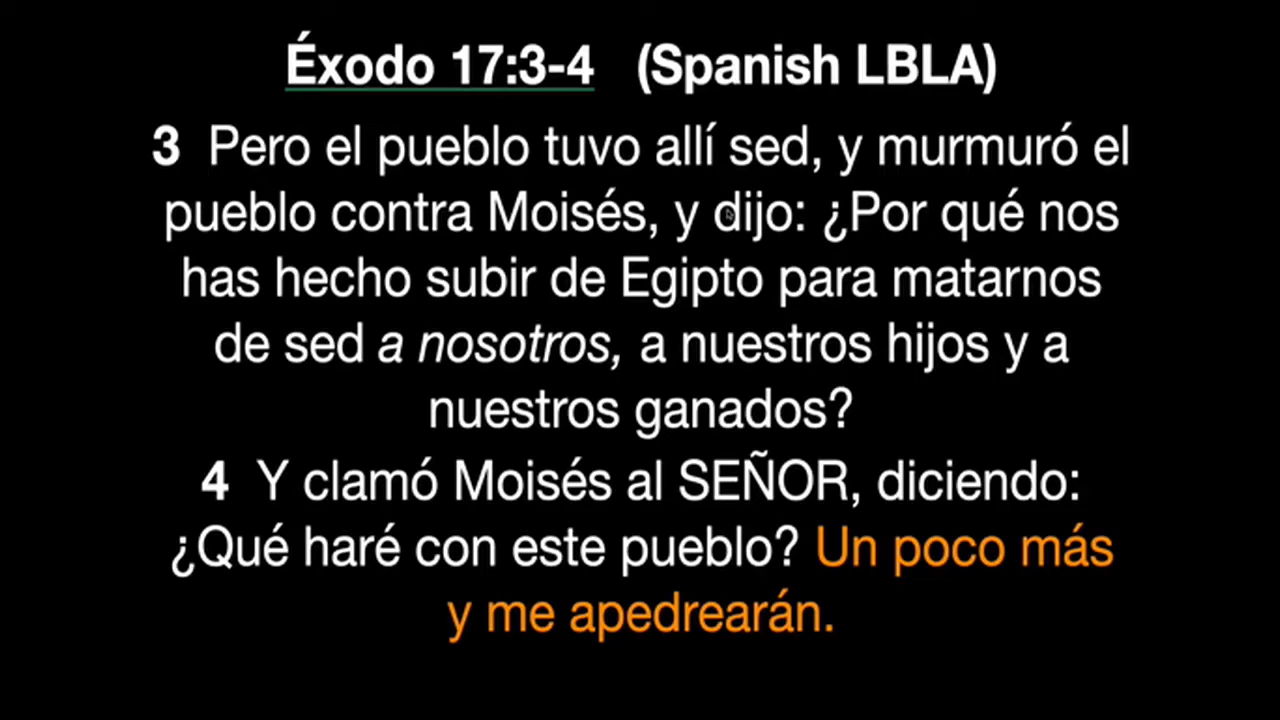 Éxodo 17:3-4 (Spanish LBLA)
3 Pero el pueblo tuvo allí sed, y murmuró el
pueblo contra Moisés, y dijo: ¿Por qué nos
has hecho subir de Egipto para matarnos
de sed a nosotros, a nuestros hijos y a
nuestros ganados?
4 Y clamó Moisés al SEÑOR, diciendo:
¿Qué haré con este pueblo? Un poco más
y me apedrearán.